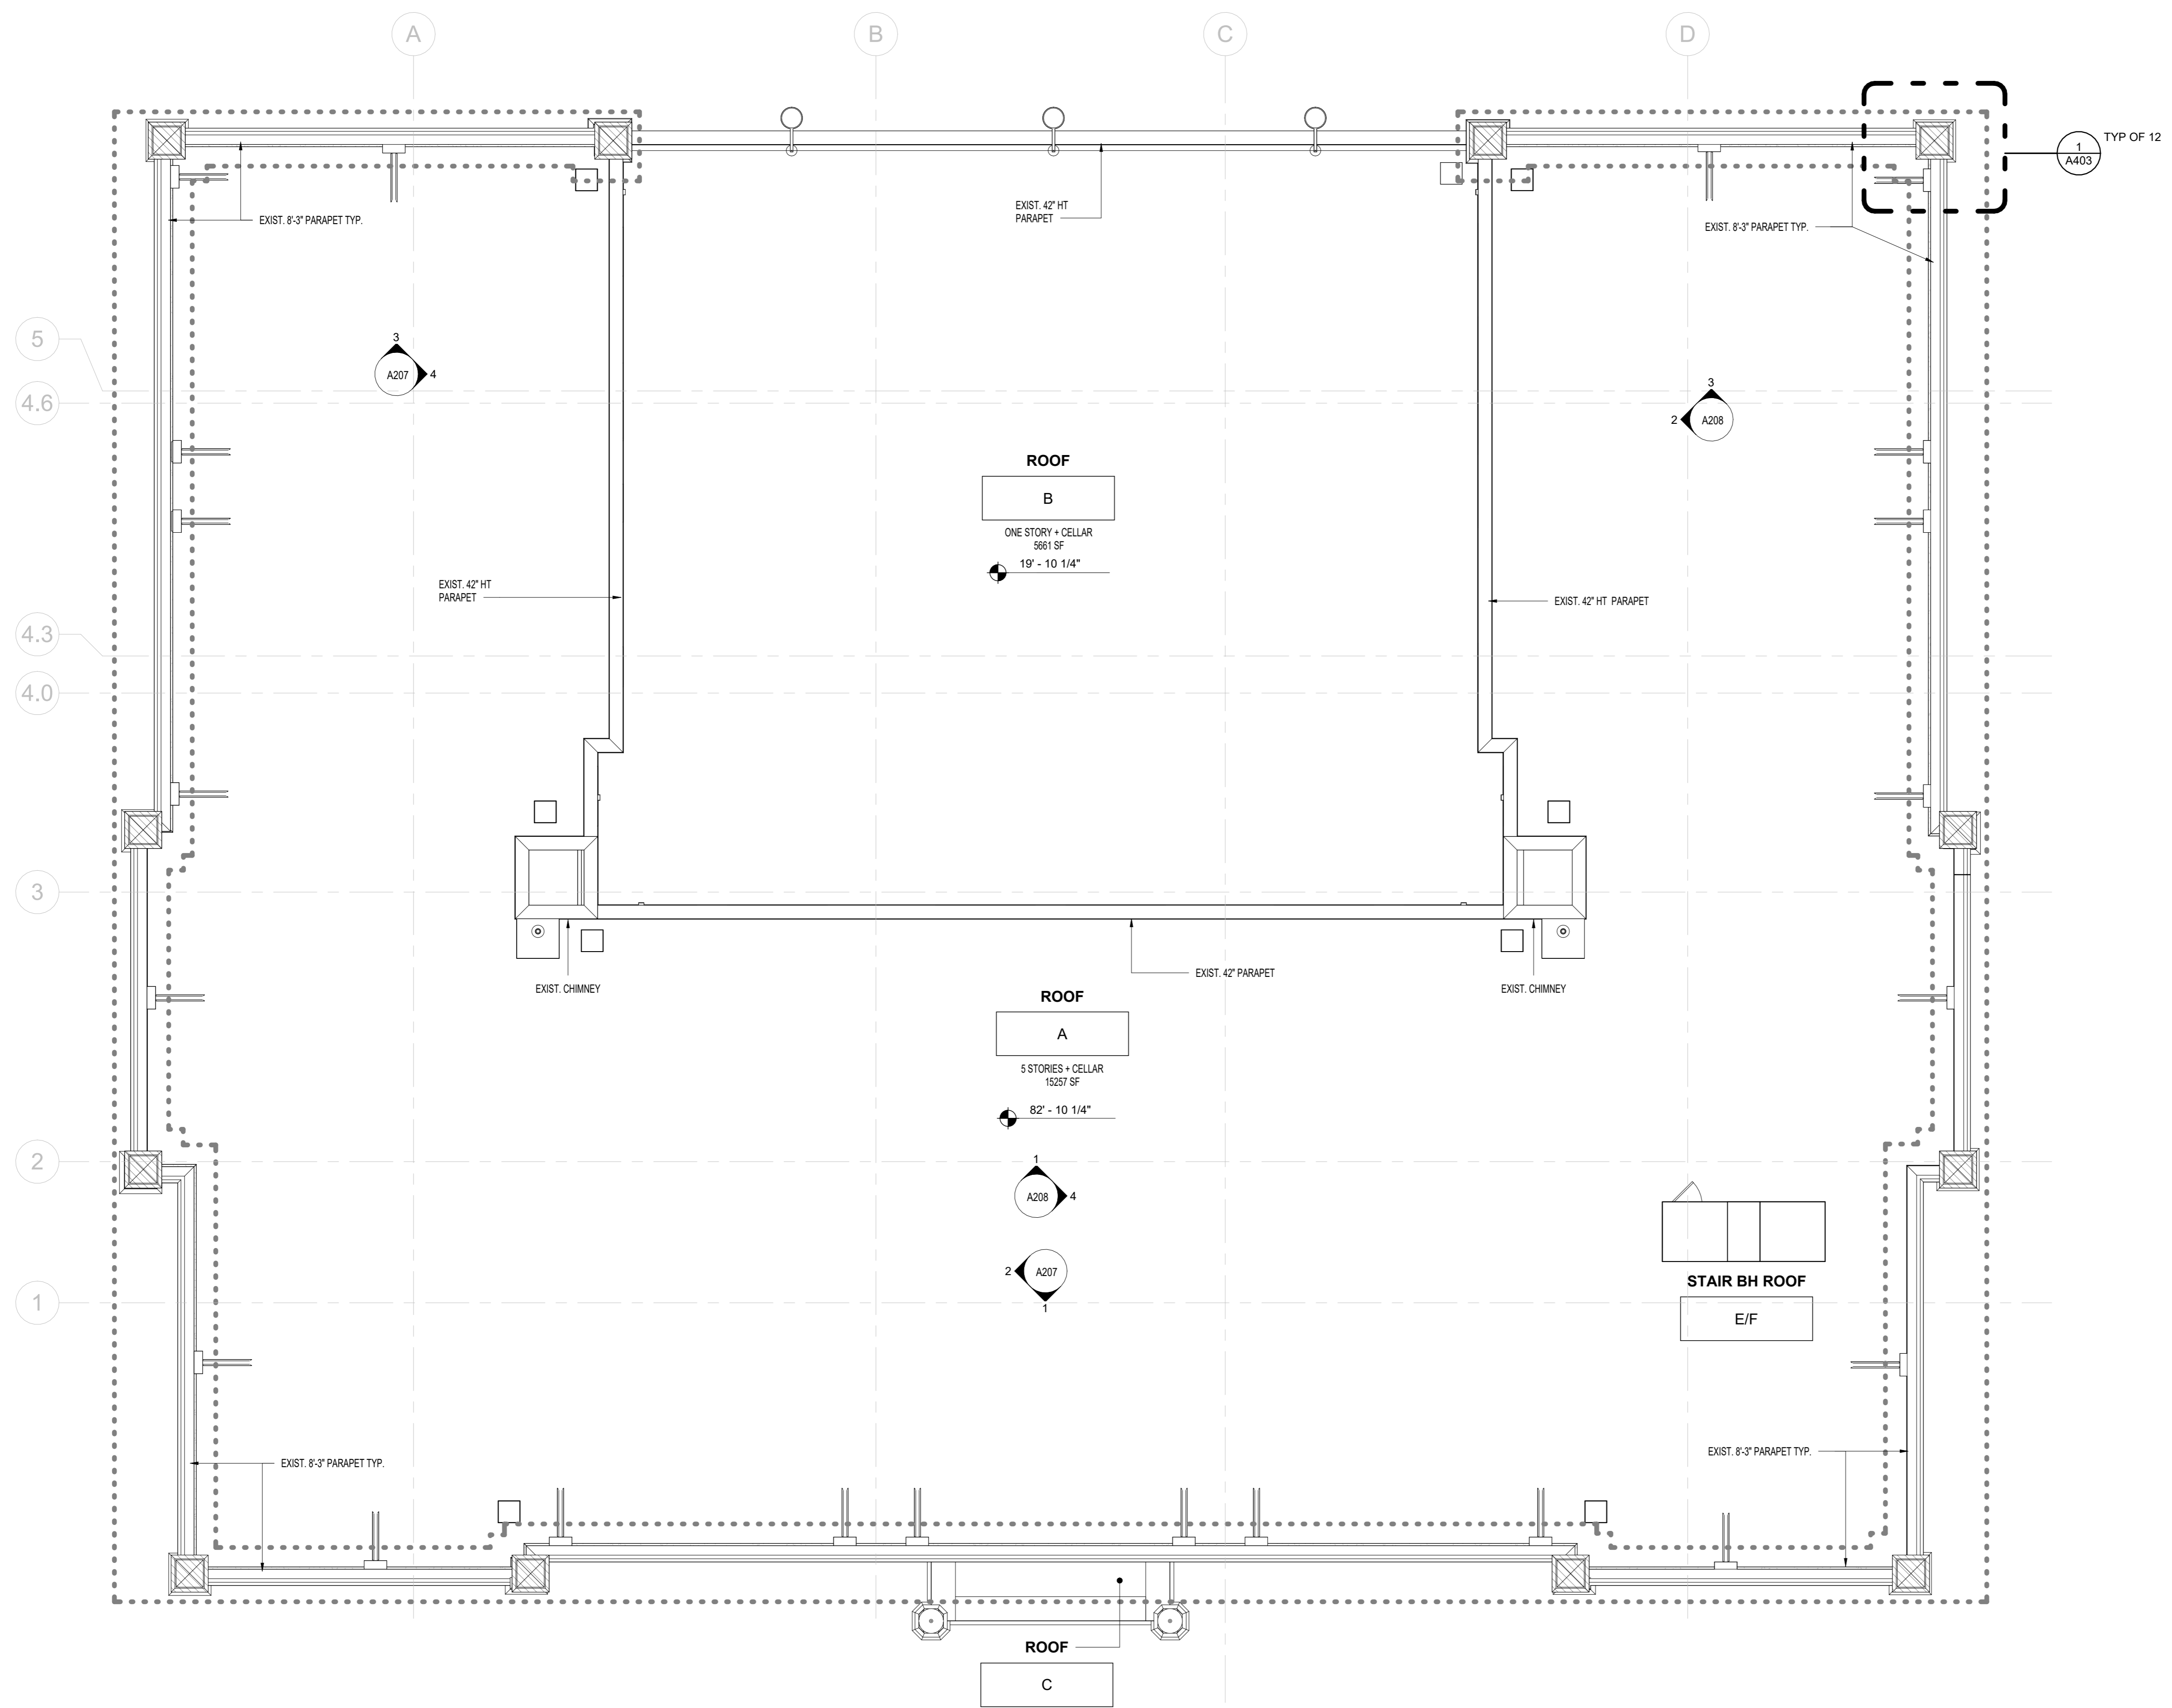 A
B
C
D
1
A403
TYP OF 12
EXIST. 42" HT
PARAPET
EXIST. 8'-3" PARAPET TYP.
EXIST. 8'-3" PARAPET TYP.
5
3
A207
4
4.6
3
2
A208
ROOF
B
ONE STORY + CELLAR
5661 SF
19' - 10 1/4"
EXIST. 42" HT
PARAPET
EXIST. 42" HT PARAPET
4.3
4.0
3
EXIST. 42" PARAPET
EXIST. CHIMNEY
EXIST. CHIMNEY
ROOF
A
5 STORIES + CELLAR
15257 SF
82' - 10 1/4"
2
1
A208
4
2
A207
1
STAIR BH ROOF
E/F
1
EXIST. 8'-3" PARAPET TYP.
EXIST. 8'-3" PARAPET TYP.
ROOF
C